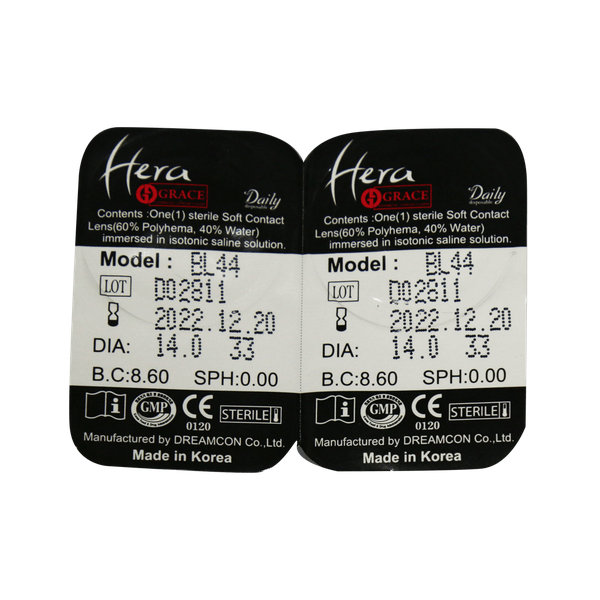 Hera
GRACE
Daily
disposable
Contents :One(1) sterile Soft Contact
Lens(60% Polyhema, 40% Water)
immersed in isotonic saline solution.
Model : BL44
LOT D02811
2022.12.20
DIA: 14.0 33
B.C:8.60 SPH:0.00
i GMP CE 0120 STERILE
Manufactured by DREAMCON Co.,Ltd.
Made in Korea
Hera
GRACE
Daily
disposable
Contents :One(1) sterile Soft Contact
Lens(60% Polyhema, 40% Water)
immersed in isotonic saline solution.
Model : BL44
LOT D02811
2022.12.20
DIA: 14.0 33
B.C:8.60 SPH:0.00
i GMP CE 0120 STERILE
Manufactured by DREAMCON Co.,Ltd.
Made in Korea